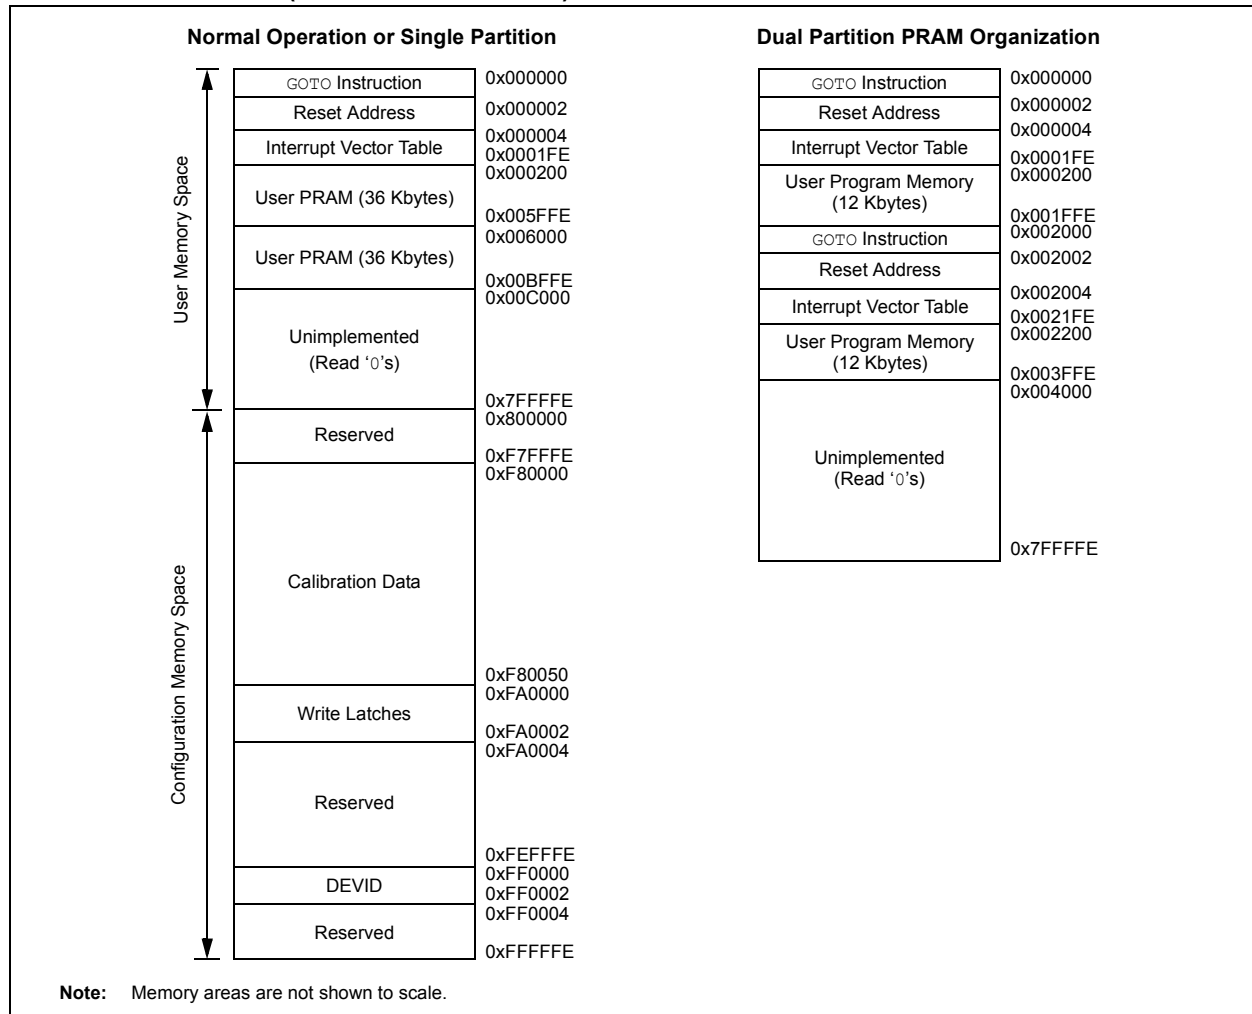 Normal Operation or Single Partition
GOTO Instruction
0x000000
Reset Address
0x000002
Interrupt Vector Table
0x000004
0x0001FE
User PRAM (36 Kbytes)
0x000200
0x005FFE
User PRAM (36 Kbytes)
0x006000
0x00BFFE
Unimplemented
(Read ‘0’s)
0x00C000
0x7FFFFE
Reserved
0x800000
0xF7FFFE
Calibration Data
0xF80000
0xF80050
Write Latches
0xFA0000
0xFA0002
Reserved
0xFA0004
0xFEFFFE
DEVID
0xFF0000
0xFF0002
Reserved
0xFF0004
0xFFFFFE
User Memory Space
Configuration Memory Space
Dual Partition PRAM Organization
GOTO Instruction
0x000000
Reset Address
0x000002
Interrupt Vector Table
0x000004
0x0001FE
User Program Memory
(12 Kbytes)
0x000200
0x001FFE
GOTO Instruction
0x002000
Reset Address
0x002002
Interrupt Vector Table
0x002004
0x0021FE
User Program Memory
(12 Kbytes)
0x002200
0x003FFE
Unimplemented
(Read ‘0’s)
0x004000
0x7FFFFE
Note: Memory areas are not shown to scale.